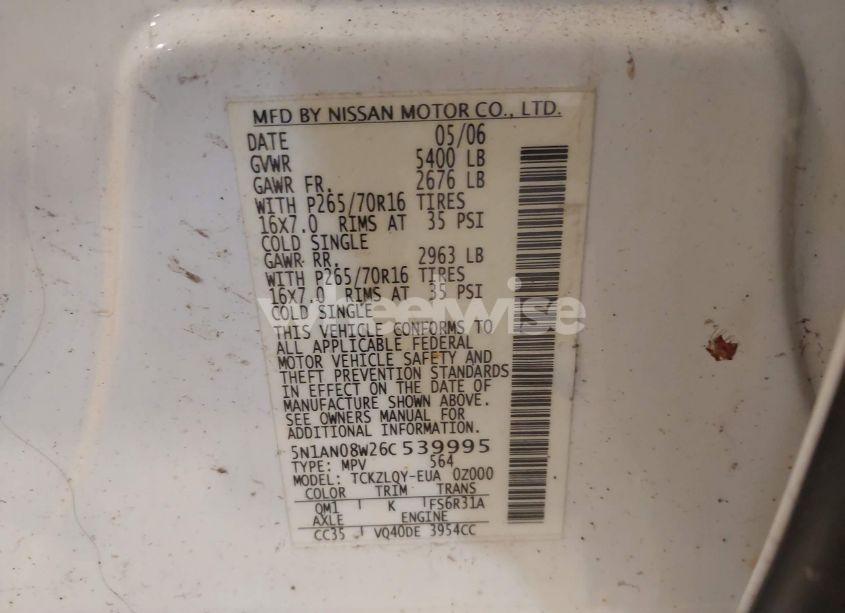 MFD BY NISSAN MOTOR CO., LTD.
DATE 05/06
GVWR 5400 LB
GAWR FR. 2676 LB
WITH P265/70R16 TIRES
16X7.0 RIMS AT 35 PSI
COLD SINGLE
GAWR RR. 2963 LB
WITH P265/70R16 TIRES
16X7.0 RIMS AT 35 PSI
COLD SINGLE
wheelwise
THIS VEHICLE CONFORMS TO
ALL APPLICABLE FEDERAL
MOTOR VEHICLE SAFETY AND
THEFT PREVENTION STANDARDS
IN EFFECT ON THE DATE OF
MANUFACTURE SHOWN ABOVE.
SEE OWNERS MANUAL FOR
ADDITIONAL INFORMATION.
5N1AN08W26C539995
TYPE: MPV 564
MODEL: TCKZLQY-EUA 0Z000
COLOR TRIM TRANS
QM1 K FS6R31A
AXLE ENGINE
CC35 VQ40DE 3954CC